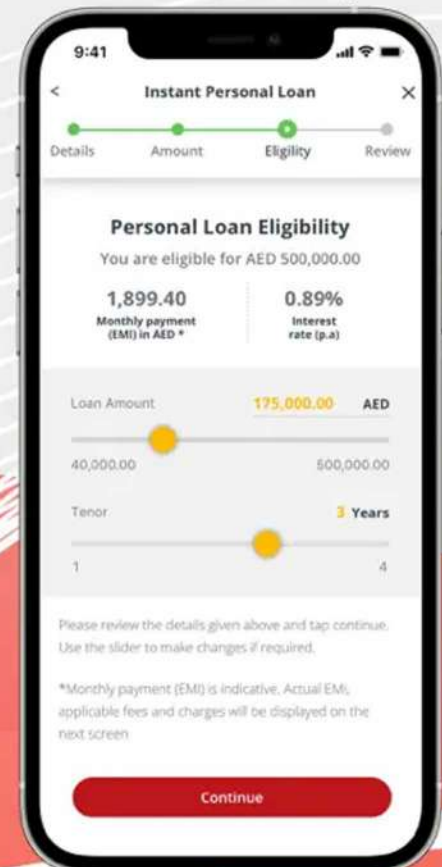 9:41
< Instant Personal Loan ×
Details Amount Eligility Review
Personal Loan Eligibility
You are eligible for AED 500,000.00
1,899.40 0.89%
Monthly payment Interest
(EMI) in AED * rate (p.a)
Loan Amount 175,000.00 AED
40,000.00 500,000.00
Tenor 3 Years
1 4
Please review the details given above and tap continue.
Use the slider to make changes if required.
*Monthly payment (EMI) is indicative. Actual EMI,
applicable fees and charges will be displayed on the
next screen
Continue